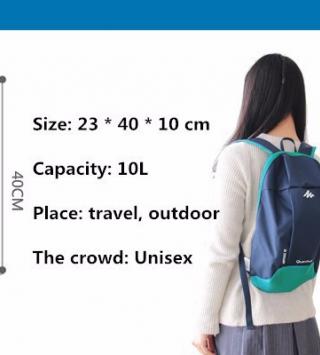 Size: 23 * 40 * 10 cm
Capacity: 10L
40CM
Place: travel, outdoor
The crowd: Unisex